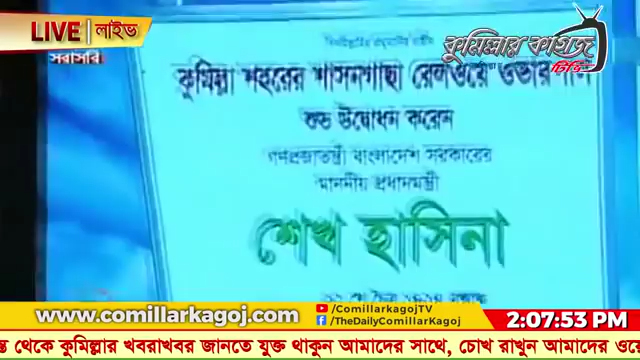 LIVE লাইভ
সরাসরি
কুমিল্লার কাগজ
টিভি
কুমিল্লা শহরের শাসনগাছা রেলওয়ে ওভারপাস
শুভ উদ্বোধন করেন
গণপ্রজাতন্ত্রী বাংলাদেশ সরকারের
মাননীয় প্রধানমন্ত্রী
শেখ হাসিনা
www.comillarkagoj.com
/ComillarkagojTV
/TheDailyComillarKagoj
2:07:53 PM
থেকে কুমিল্লার খবরাখবর জানতে যুক্ত থাকুন আমাদের সাথে, চোখ রাখুন আমাদের